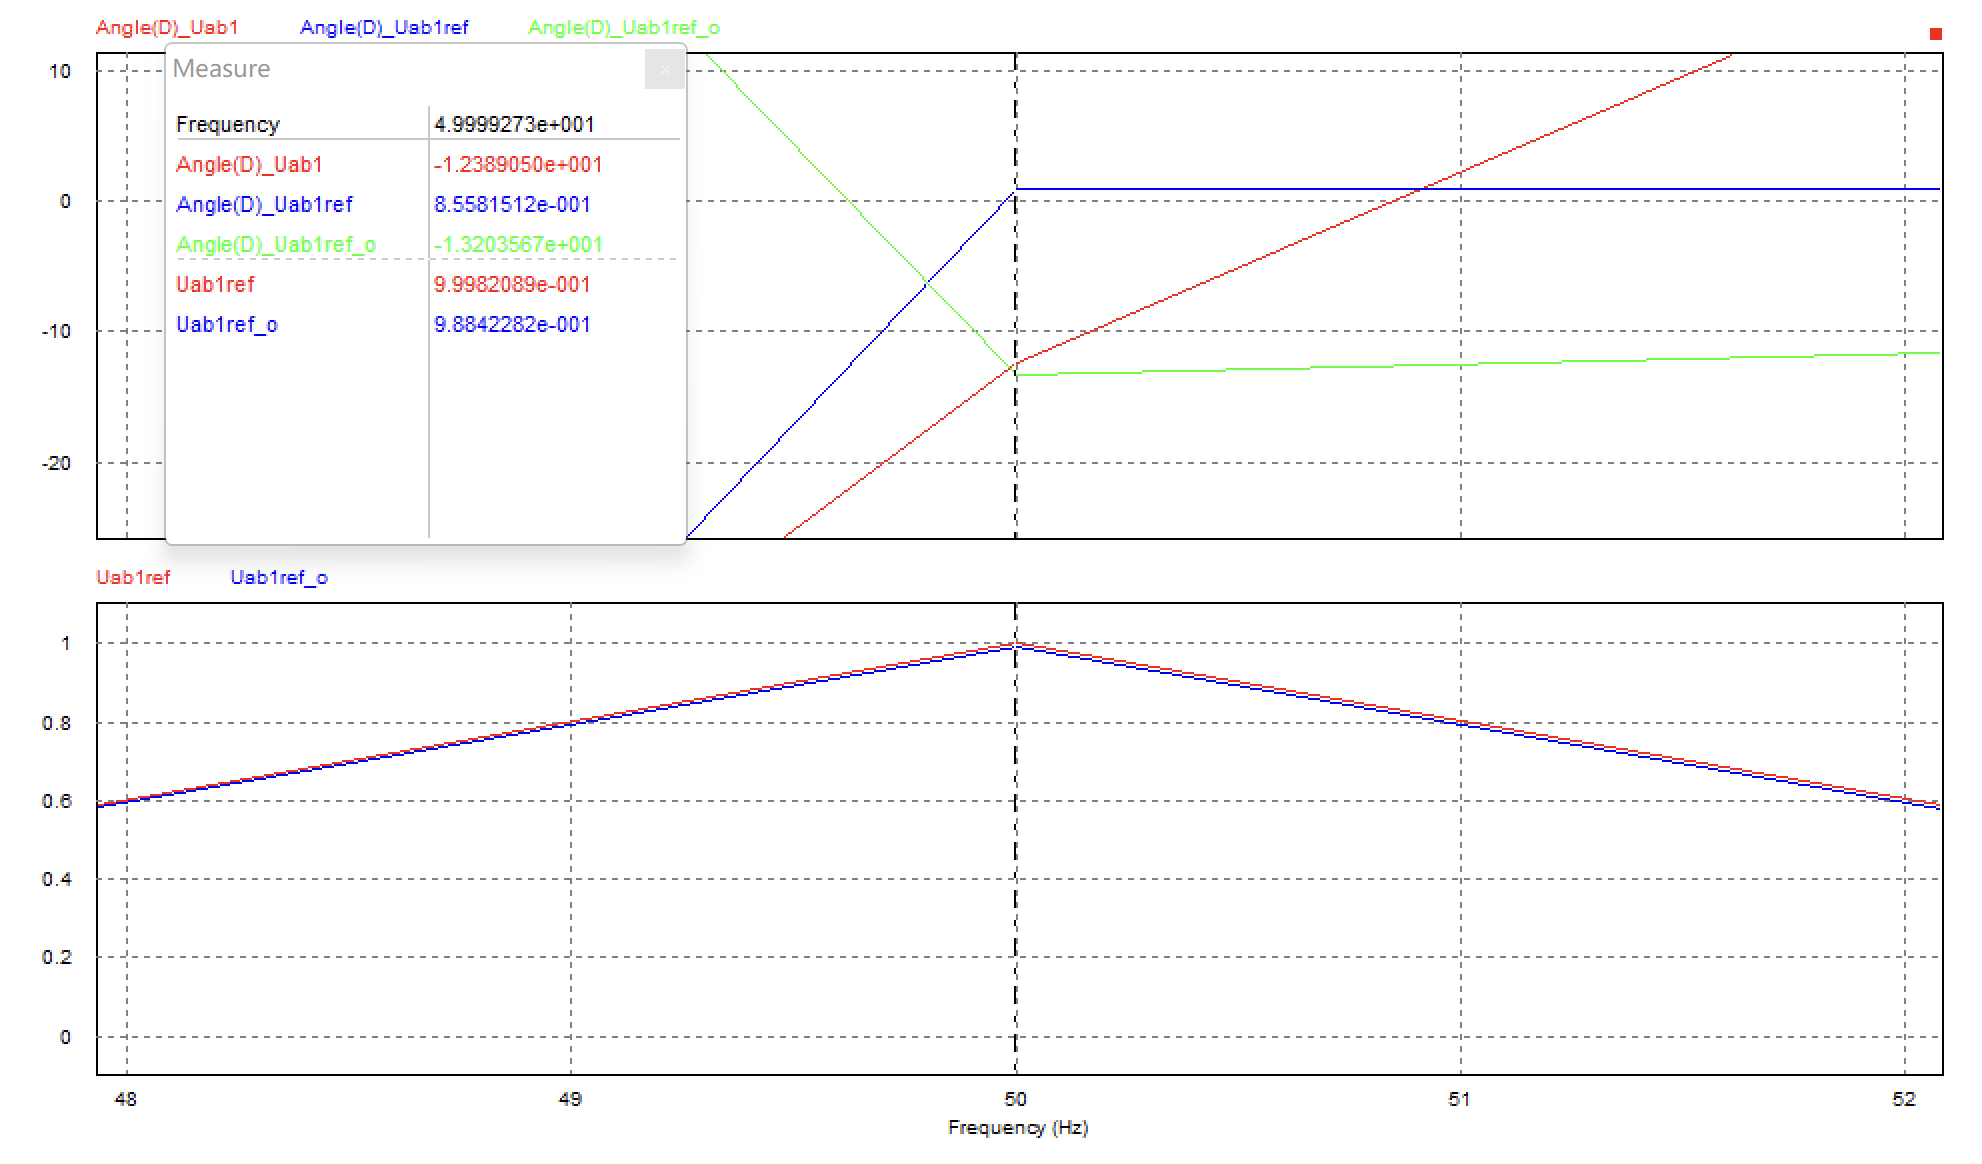 Angle(D)_Uab1 Angle(D)_Uab1ref Angle(D)_Uab1ref_o
Measure ×
Frequency 4.9999273e+001
Angle(D)_Uab1 -1.2389050e+001
Angle(D)_Uab1ref 8.5581512e-001
Angle(D)_Uab1ref_o -1.3203567e+001
Uab1ref 9.9982089e-001
Uab1ref_o 9.8842282e-001
10
0
-10
-20
Uab1ref Uab1ref_o
1
0.8
0.6
0.4
0.2
0
48 49 50 51 52
Frequency (Hz)